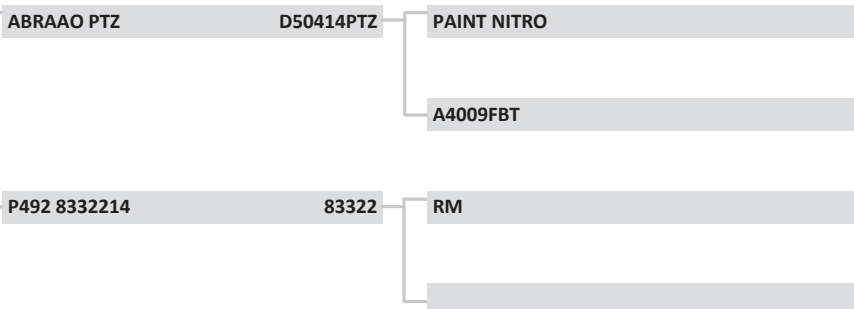 ABRAAO PTZ D50414PTZ PAINT NITRO
A4009FBT
P492 8332214 83322 RM